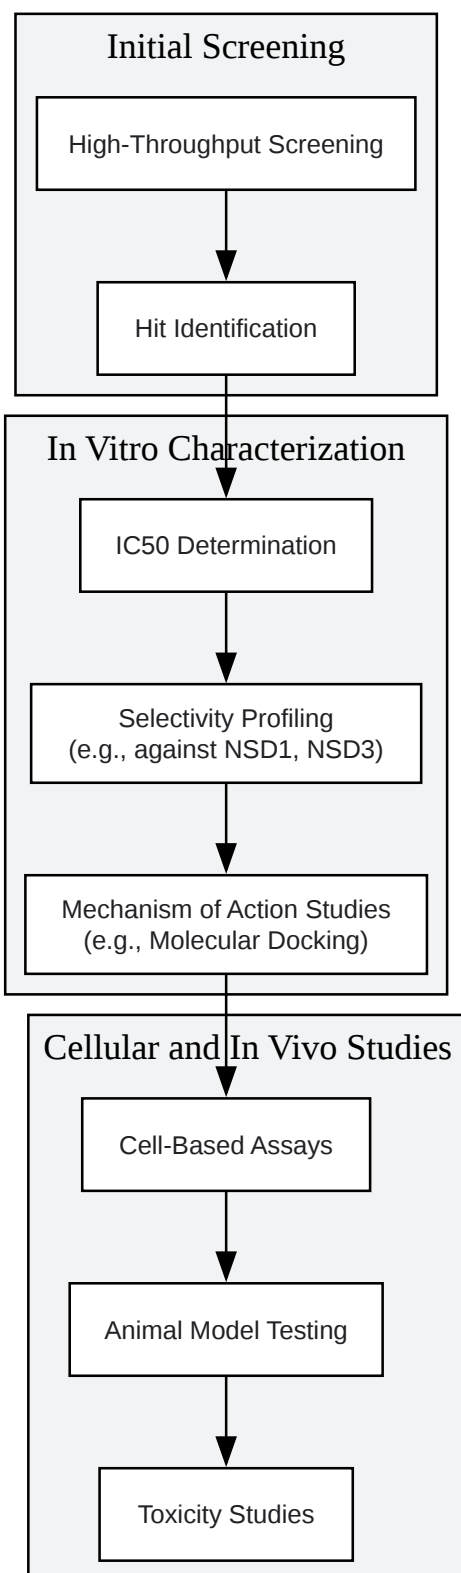 Initial Screening
High-Throughput Screening
Hit Identification
In Vitro Characterization
IC50 Determination
Selectivity Profiling
(e.g., against NSD1, NSD3)
Mechanism of Action Studies
(e.g., Molecular Docking)
Cellular and In Vivo Studies
Cell-Based Assays
Animal Model Testing
Toxicity Studies